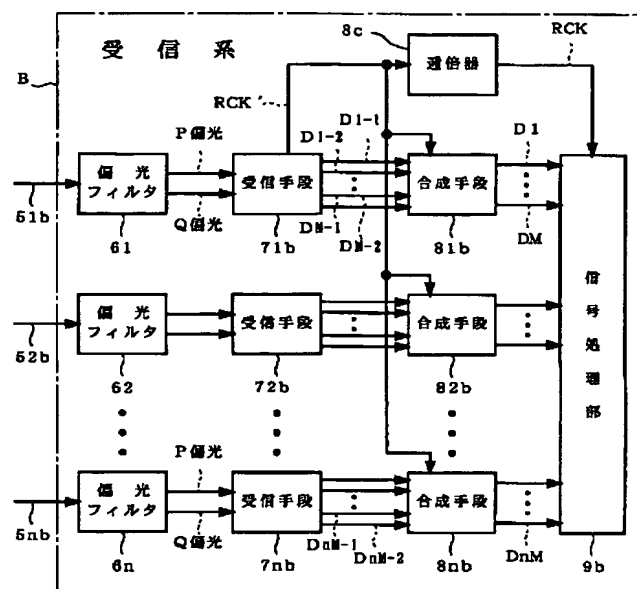 受信系
8c
RCK
逓倍器
B
RCK'
P偏光
D1-2
D1-1
D1
偏光
フィルタ
受信手段
合成手段
Q偏光
DM-1
DM-2
DM
51b
61
71b
81b
偏光
フィルタ
受信手段
合成手段
52b
62
72b
82b
信号処理部
P偏光
偏光
フィルタ
受信手段
合成手段
5nb
Q偏光
DnM-1
DnM-2
DnM
6n
7nb
8nb
9b